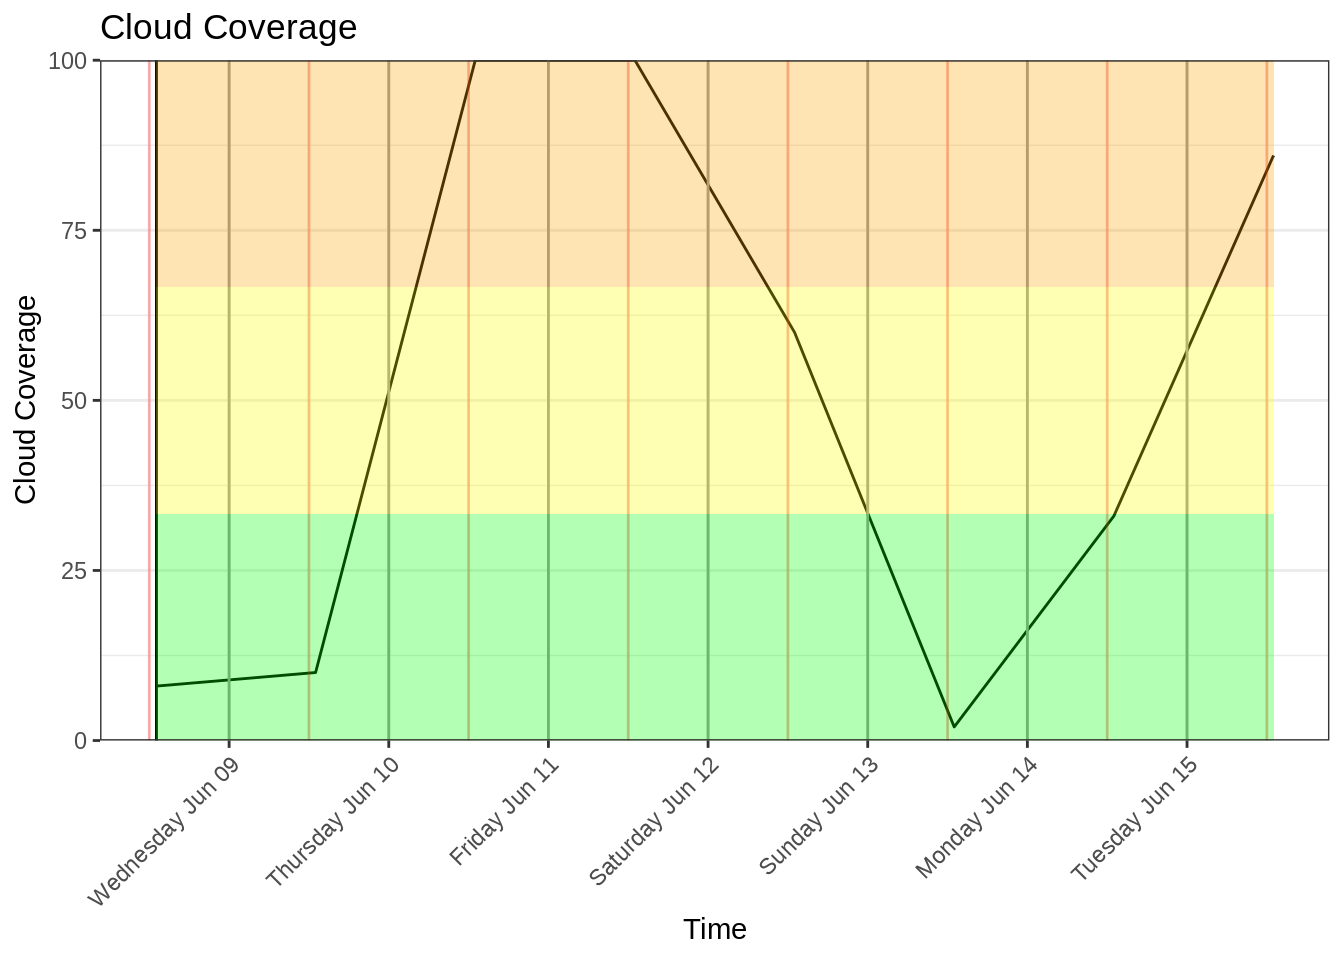 Cloud Coverage
100
75
50
25
0
Cloud Coverage
Wednesday Jun 09
Thursday Jun 10
Friday Jun 11
Saturday Jun 12
Sunday Jun 13
Monday Jun 14
Tuesday Jun 15
Time